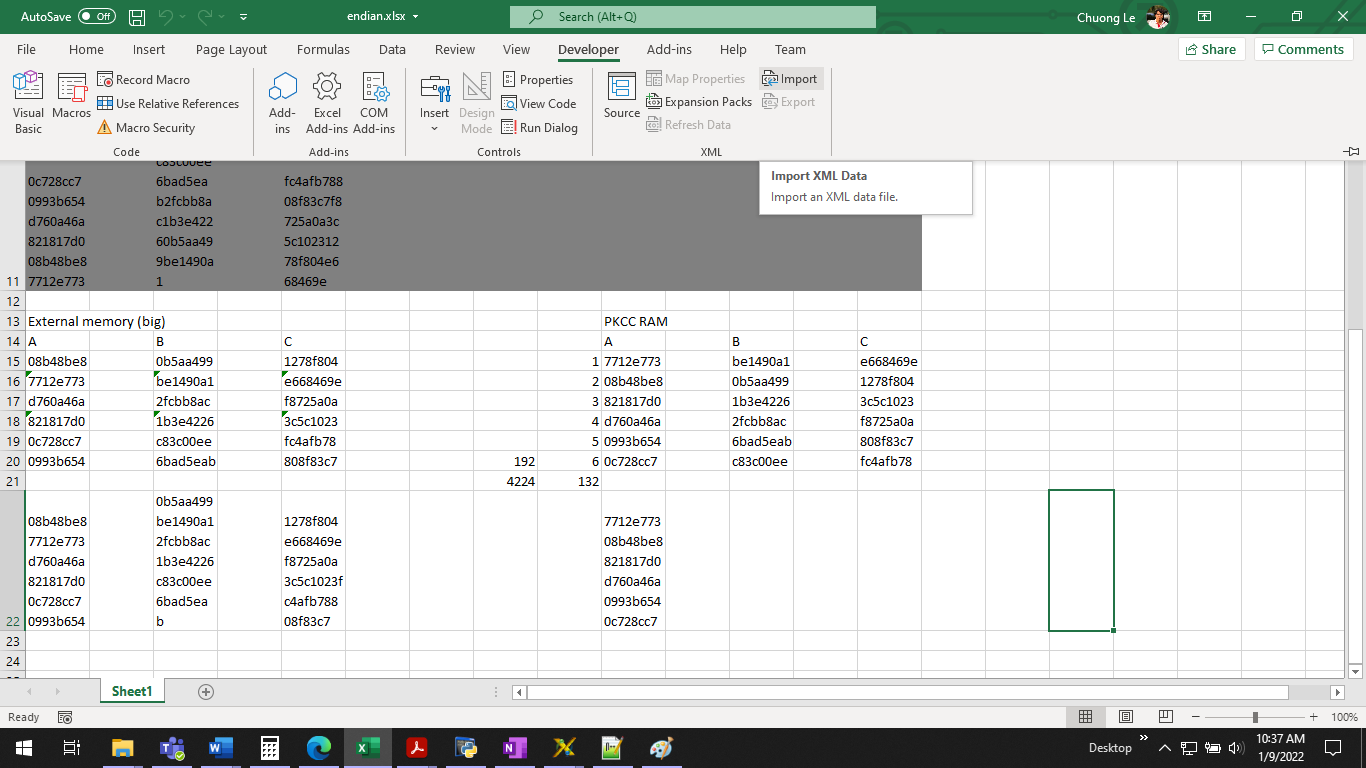 AutoSave Off endian.xlsx Search (Alt+Q) Chuong Le
File Home Insert Page Layout Formulas Data Review View Developer Add-ins Help Team Share Comments
Visual Basic
Macros
Record Macro
Use Relative References
Macro Security
Code
Add-ins
Excel Add-ins
COM Add-ins
Add-ins
Insert
Design Mode
Properties
View Code
Run Dialog
Controls
Source
Map Properties
Expansion Packs
Refresh Data
Import
Export
XML
Import XML Data
Import an XML data file.
c83c00ee
0c728cc7 6bad5ea fc4afb788
0993b654 b2fcbb8a 08f83c7f8
d760a46a c1b3e422 725a0a3c
821817d0 60b5aa49 5c102312
08b48be8 9be1490a 78f804e6
11 7712e773 1 68469e
12
13 External memory (big) PKCC RAM
14 A B C A B C
15 08b48be8 0b5aa499 1278f804 1 7712e773 be1490a1 e668469e
16 7712e773 be1490a1 e668469e 2 08b48be8 0b5aa499 1278f804
17 d760a46a 2fcbb8ac f8725a0a 3 821817d0 1b3e4226 3c5c1023
18 821817d0 1b3e4226 3c5c1023 4 d760a46a 2fcbb8ac f8725a0a
19 0c728cc7 c83c00ee fc4afb78 5 0993b654 6bad5eab 808f83c7
20 0993b654 6bad5eab 808f83c7 192 6 0c728cc7 c83c00ee fc4afb78
21 4224 132
0b5aa499
08b48be8 be1490a1 1278f804 7712e773
7712e773 2fcbb8ac e668469e 08b48be8
d760a46a 1b3e4226 f8725a0a 821817d0
821817d0 c83c00ee 3c5c1023f d760a46a
0c728cc7 6bad5ea c4afb788 0993b654
22 0993b654 b 08f83c7 0c728cc7
23
24
Sheet1
Ready 100%
Desktop 10:37 AM
1/9/2022